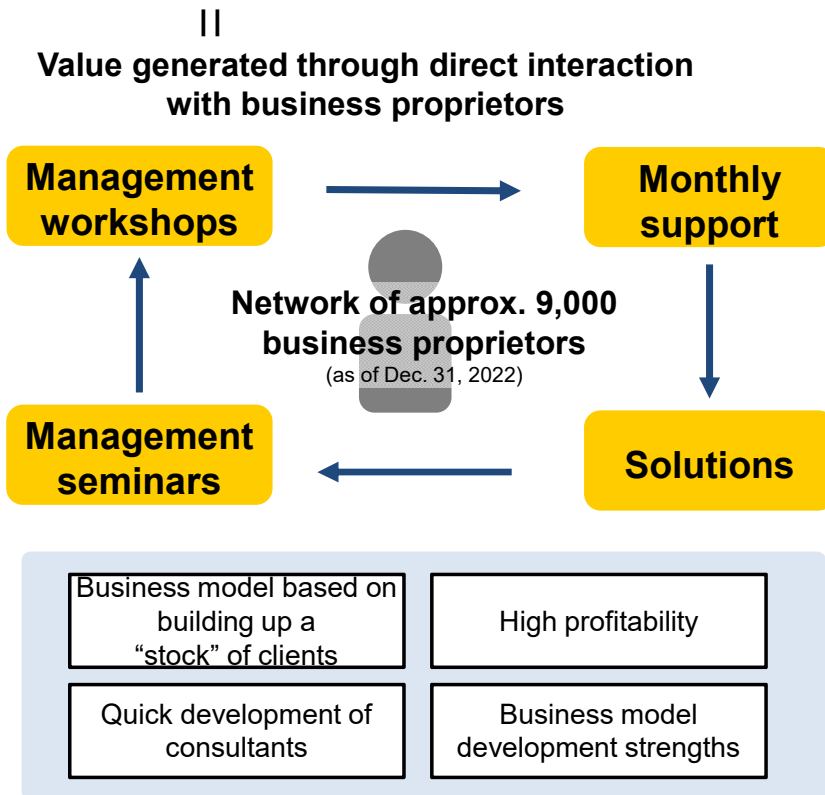 ||
Value generated through direct interaction
with business proprietors
Management
workshops
Monthly
support
Network of approx. 9,000
business proprietors
(as of Dec. 31, 2022)
Management
seminars
Solutions
Business model based on
building up a
“stock” of clients
High profitability
Quick development of
consultants
Business model
development strengths